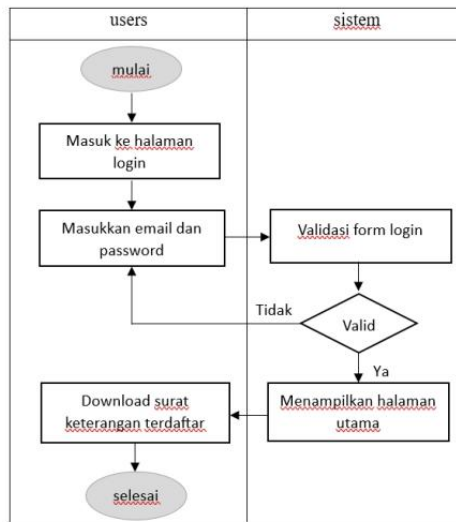 users
sistem
mulai
Masuk ke halaman
login
Masukkan email dan
password
Validasi form login
Tidak
Valid
Ya
Download surat
keterangan terdaftar
Menampilkan halaman
utama
selesai